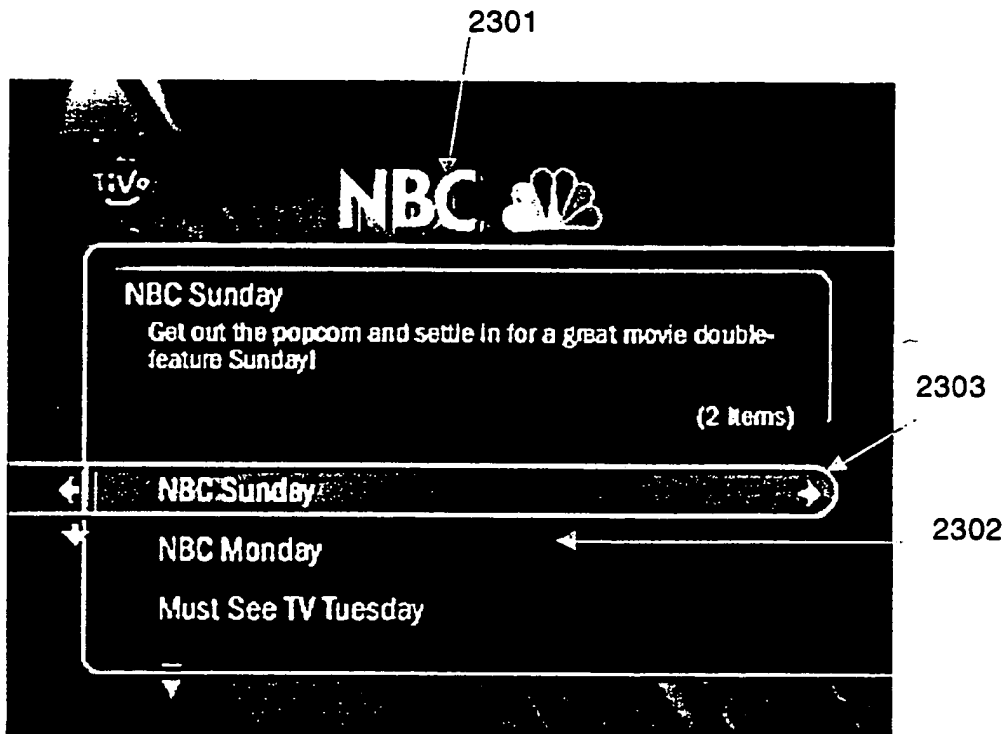 2301
TiVo
NBC
NBC Sunday
Get out the popcorn and settle in for a great movie double-
feature Sunday!
(2 items)
2303
NBC Sunday
2302
NBC Monday
Must See TV Tuesday